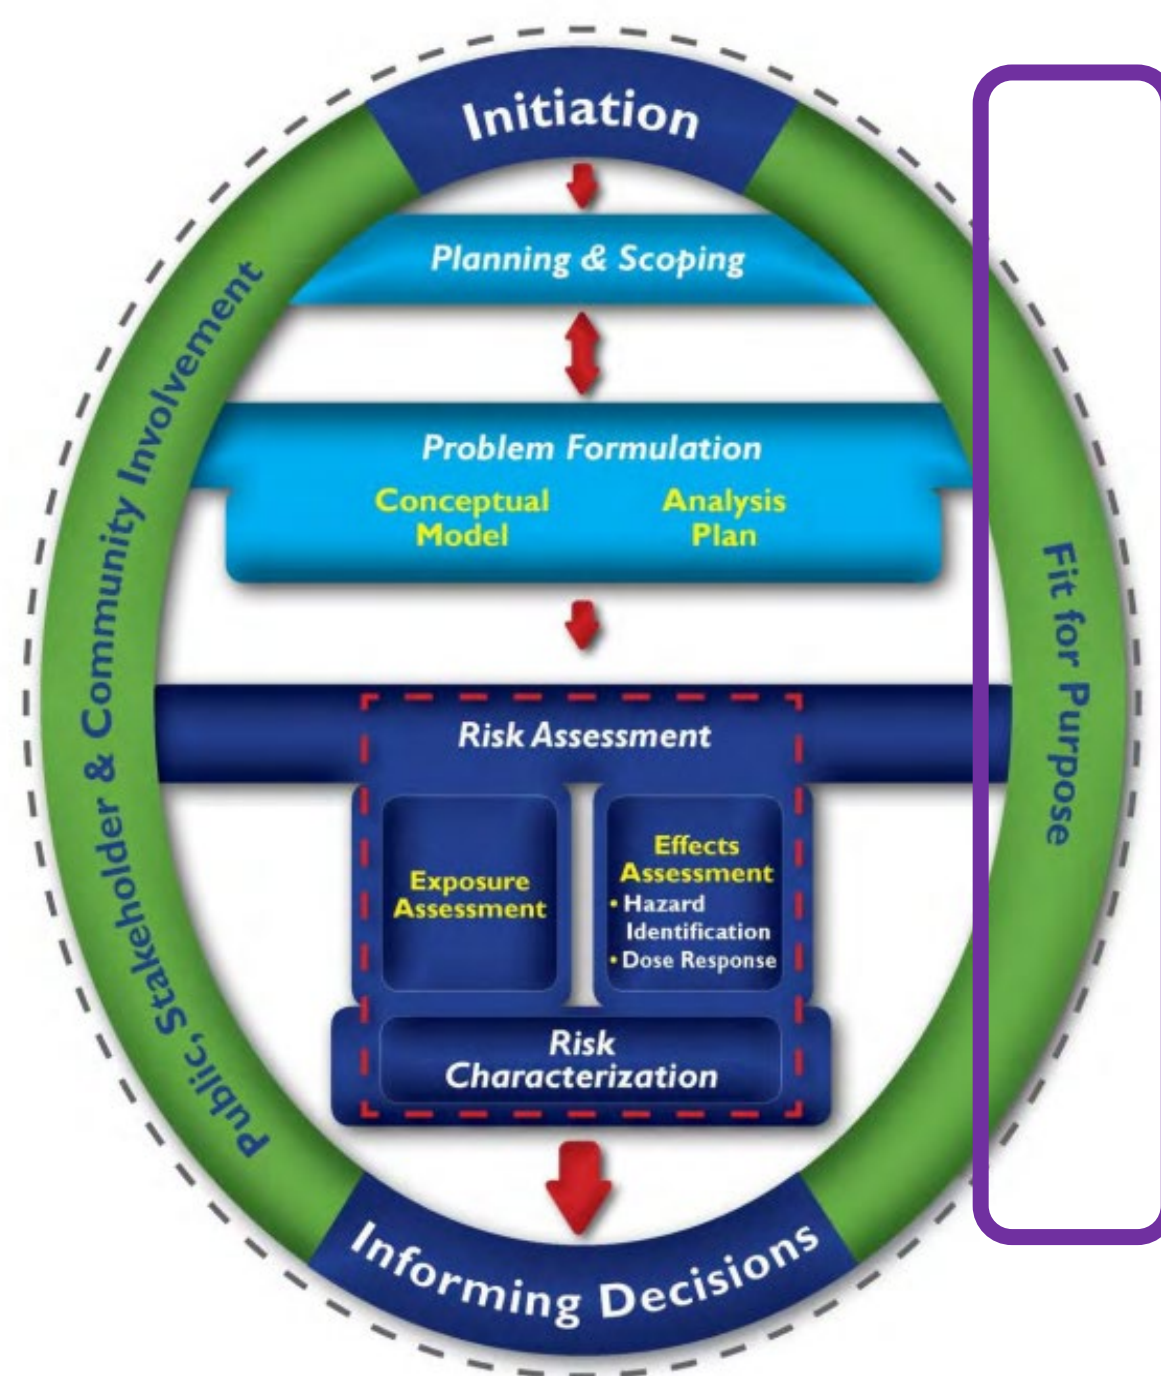 Initiation
Planning & Scoping
Problem Formulation
Conceptual
Model
Analysis
Plan
Public, Stakeholder & Community Involvement
Fit for Purpose
Risk Assessment
Exposure
Assessment
Effects
Assessment
• Hazard
Identification
• Dose Response
Risk
Characterization
Informing Decisions